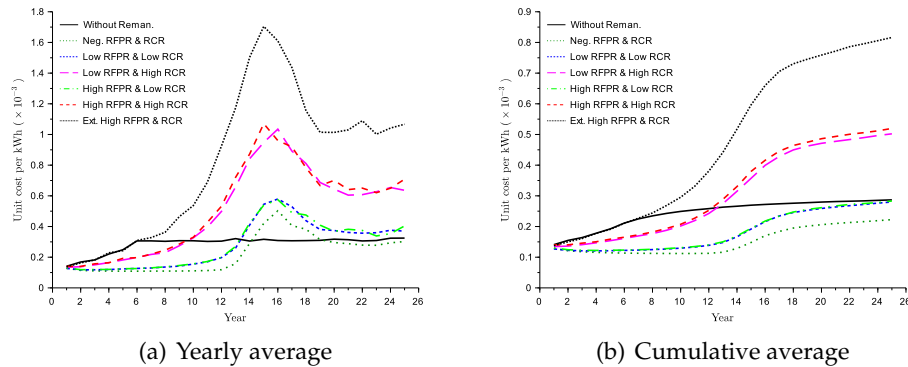 Without Reman.
Neg. RFPR & RCR
Low RFPR & Low RCR
Low RFPR & High RCR
High RFPR & Low RCR
High RFPR & High RCR
Ext. High RFPR & RCR
Unit cost per kWh ( × 10⁻³ )
1.8
1.6
1.4
1.2
1
0.8
0.6
0.4
0.2
0
0 2 4 6 8 10 12 14 16 18 20 22 24 26
Year
(a) Yearly average
Without Reman.
Neg. RFPR & RCR
Low RFPR & Low RCR
Low RFPR & High RCR
High RFPR & Low RCR
High RFPR & High RCR
Ext. High RFPR & RCR
Unit cost per kWh ( × 10⁻³ )
0.9
0.8
0.7
0.6
0.5
0.4
0.3
0.2
0.1
0
0 2 4 6 8 10 12 14 16 18 20 22 24 26
Year
(b) Cumulative average